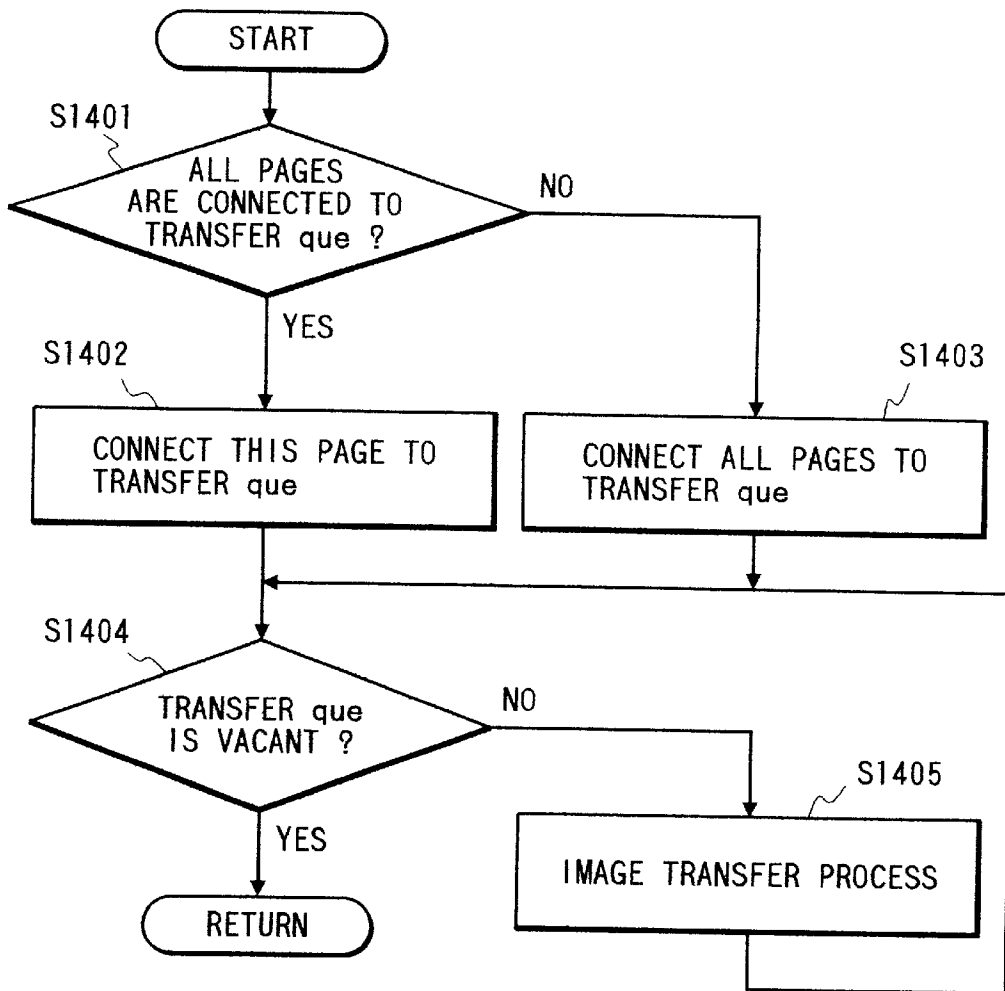 START
S1401
ALL PAGES
ARE CONNECTED TO
TRANSFER que ?
NO
YES
S1402
S1403
CONNECT THIS PAGE TO
TRANSFER que
CONNECT ALL PAGES TO
TRANSFER que
S1404
TRANSFER que
IS VACANT ?
NO
S1405
YES
IMAGE TRANSFER PROCESS
RETURN